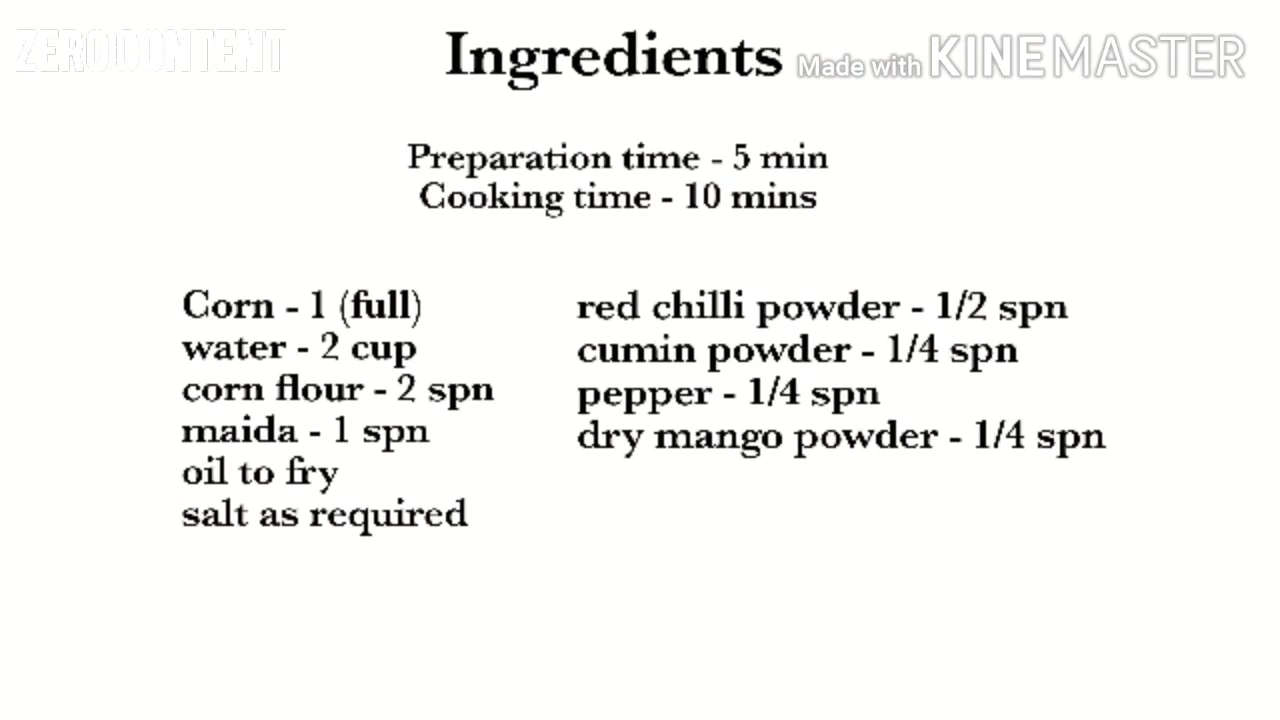 ZEROCONTENT
Ingredients
Made with KINEMASTER
Preparation time - 5 min
Cooking time - 10 mins
Corn - 1 (full)
water - 2 cup
corn flour - 2 spn
maida - 1 spn
oil to fry
salt as required
red chilli powder - 1/2 spn
cumin powder - 1/4 spn
pepper - 1/4 spn
dry mango powder - 1/4 spn